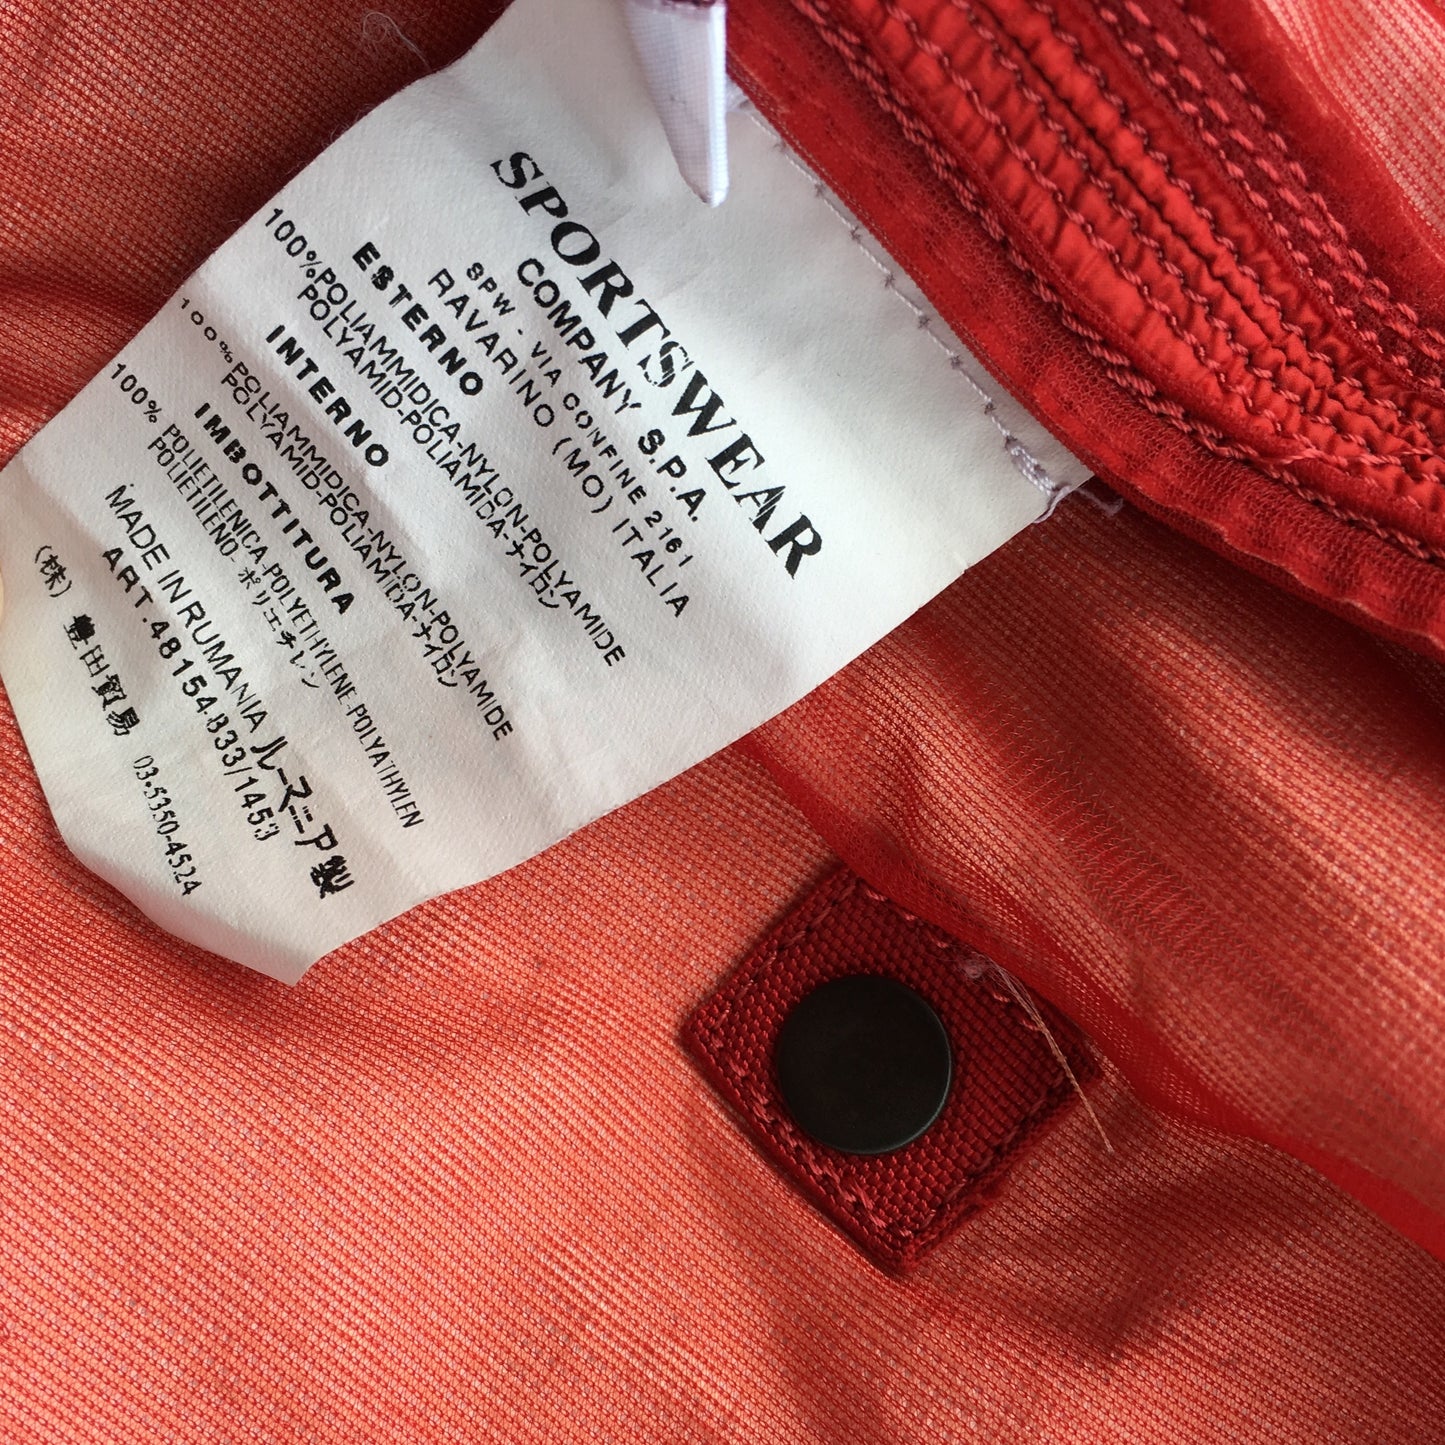 SPORTSWEAR
COMPANY S.P.A.
SPW - VIA CONFINE 2161
RAVARINO (MO) ITALIA
ESTERNO
100%POLIAMMIDICA-NYLON-POLYAMIDE
POLYAMID-POLIAMIDA-ナイロン
INTERNO
100%POLIAMMIDICA-NYLON-POLYAMIDE
POLYAMID-POLIAMIDA-ナイロン
IMBOTTITURA
100% POLIETILENICA-POLYETHYLENE-POLYATHYLEN
POLIETILENO-ポリエチレン
MADE IN RUMANIA ルーマニア製
ART.48154.833/1453
(株) 豊田貿易 03-5350-4524